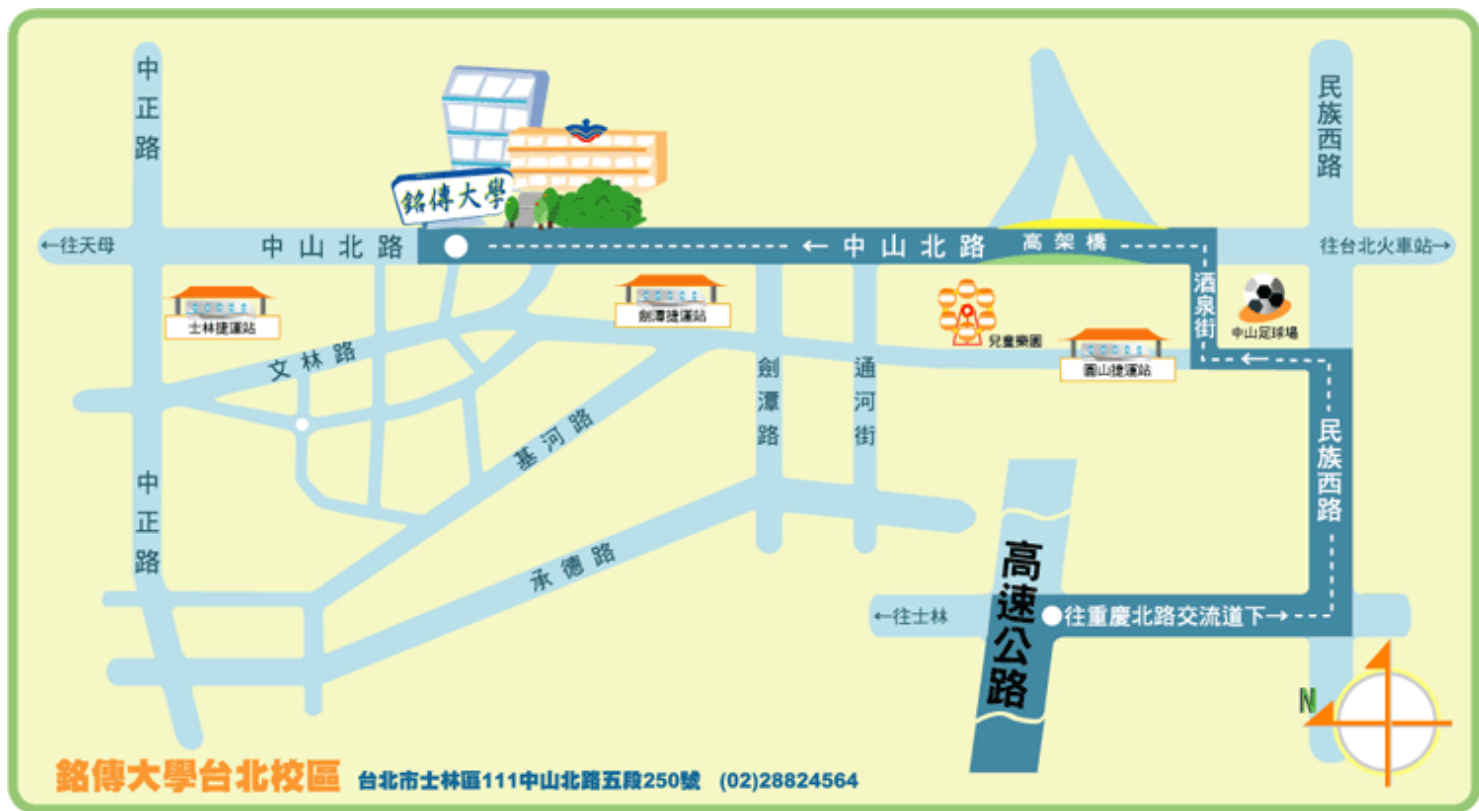 中正路
民族西路
銘傳大學
←往天母
中山北路
← 中山北路
高架橋
往台北火車站→
酒泉街
士林捷運站
劍潭捷運站
兒童樂園
圓山捷運站
中山足球場
文林路
劍潭路
通河街
基河路
民族西路
中正路
承德路
高速公路
←往士林
往重慶北路交流道下→
N
銘傳大學台北校區 台北市士林區111中山北路五段250號 (02)28824564